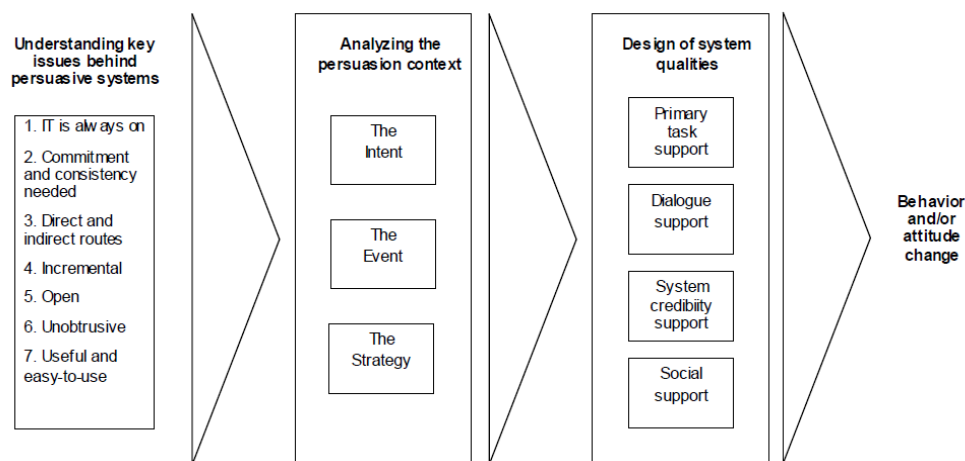 Understanding key
issues behind
persuasive systems
1. IT is always on
2. Commitment
and consistency
needed
3. Direct and
indirect routes
4. Incremental
5. Open
6. Unobtrusive
7. Useful and
easy-to-use
Analyzing the
persuasion context
The
Intent
The
Event
The
Strategy
Design of system
qualities
Primary
task
support
Dialogue
support
System
credibiity
support
Social
support
Behavior
and/or
attitude
change